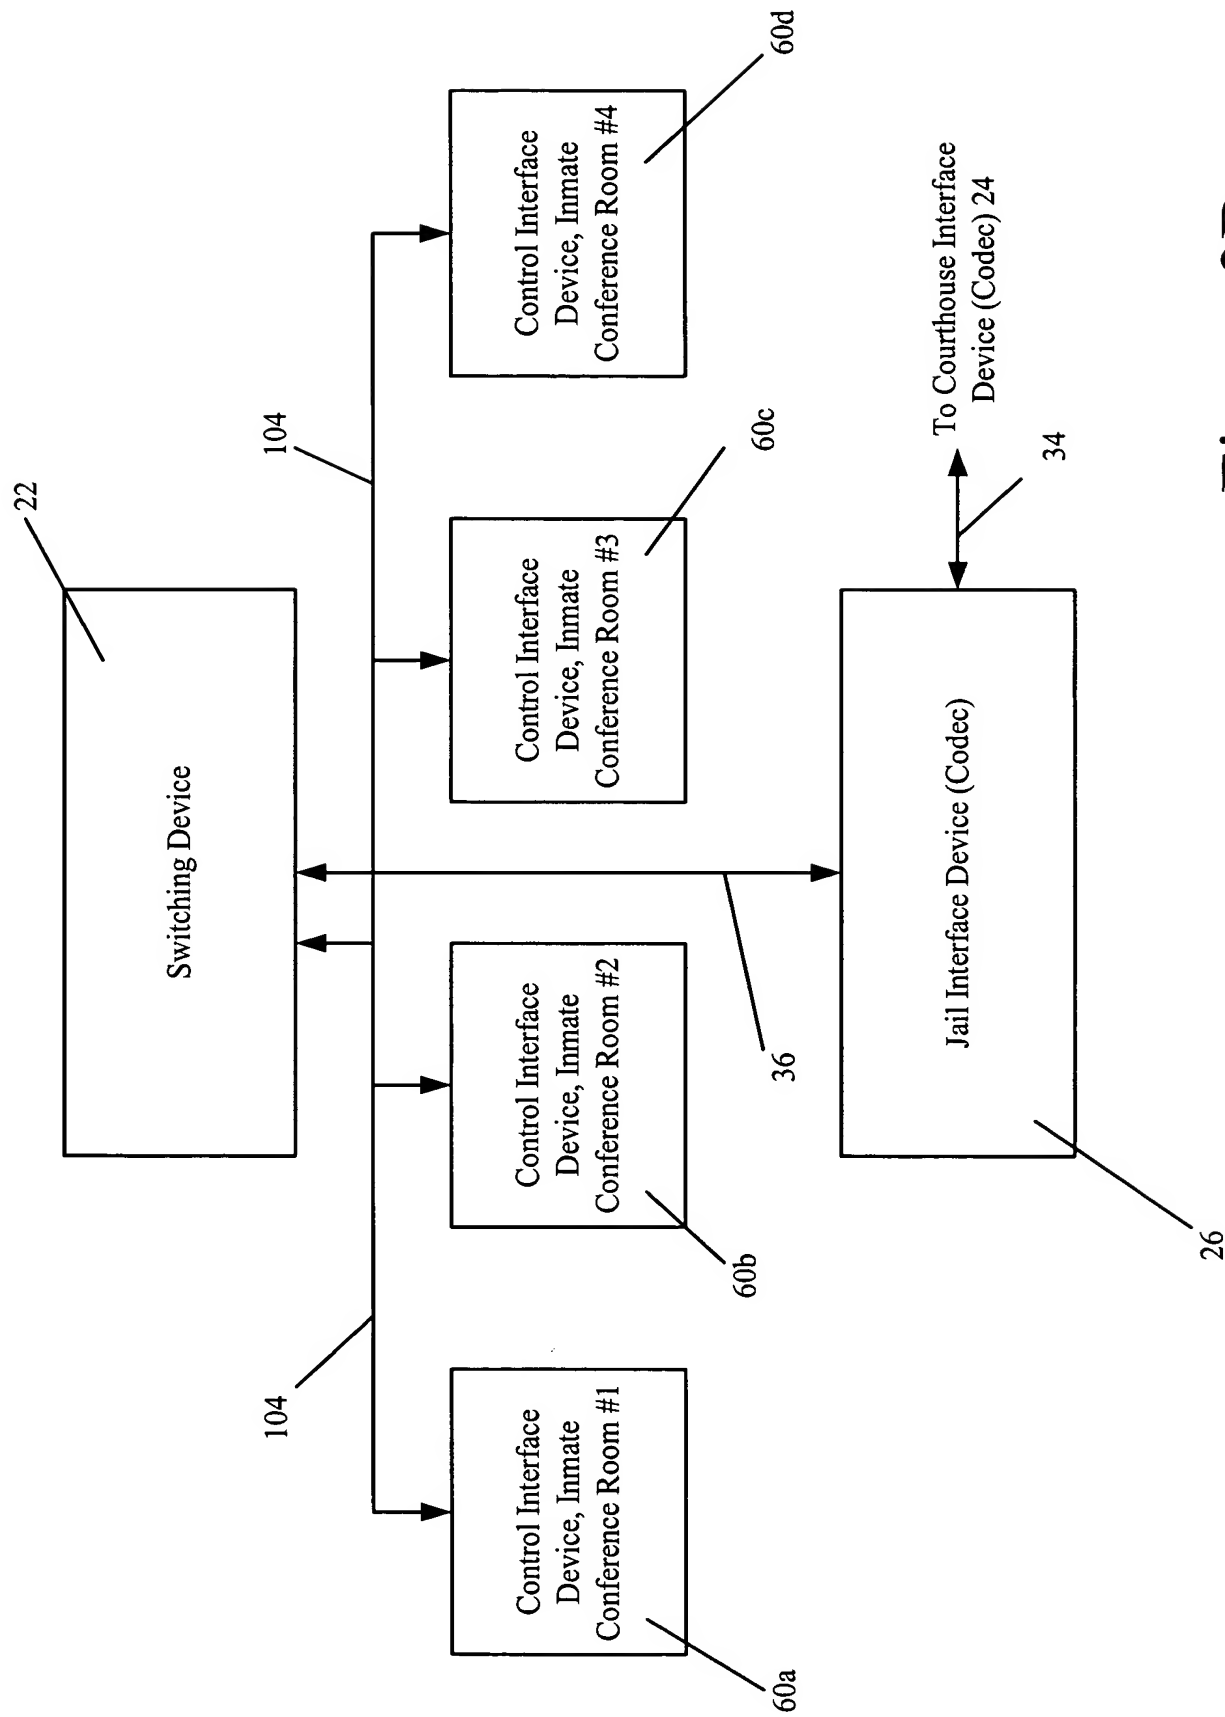 22
Switching Device
104
104
Control Interface
Device, Inmate
Conference Room #1
60a
Control Interface
Device, Inmate
Conference Room #2
60b
Control Interface
Device, Inmate
Conference Room #3
60c
Control Interface
Device, Inmate
Conference Room #4
60d
36
Jail Interface Device (Codec)
26
To Courthouse Interface
Device (Codec) 24
34